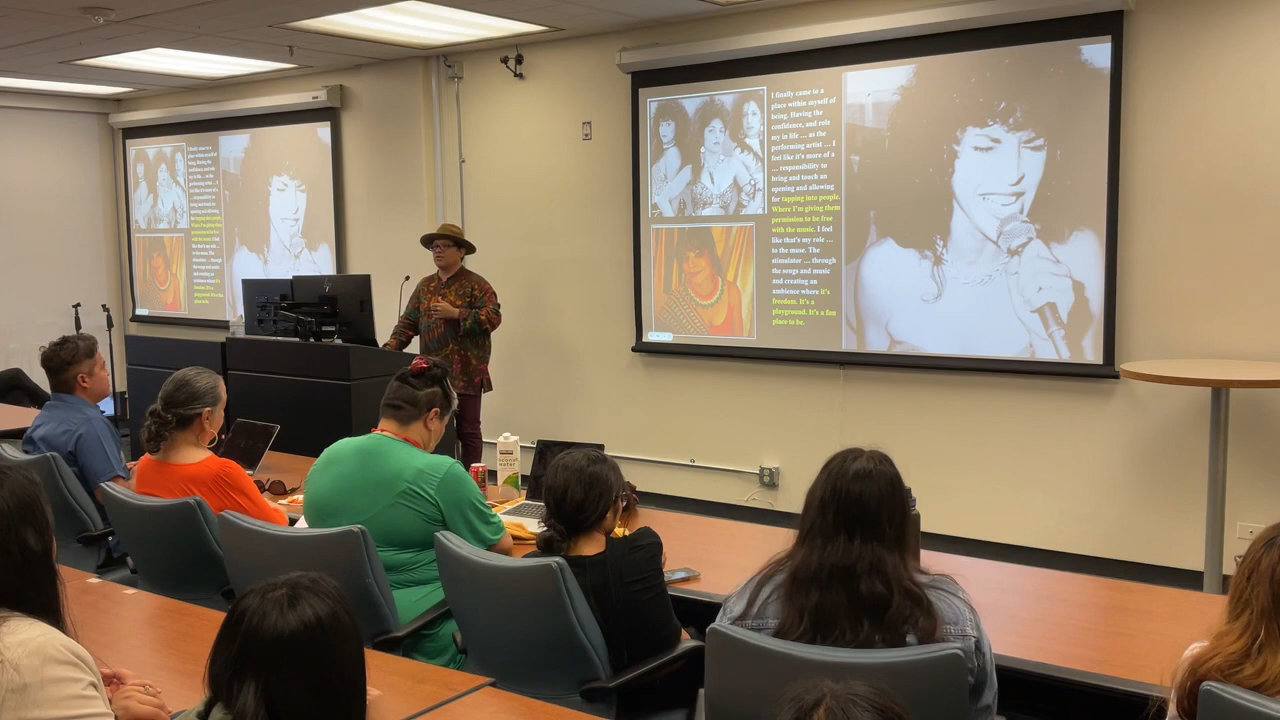 I finally came to a
place within myself of
being. Having the
confidence, and role
my in life ... as the
performing artist ... I
feel like it's more of a
... responsibility to
bring and touch an
opening and allowing
for tapping into people.
Where I'm giving them
permission to be free
with the music. I feel
like that's my role ...
to the muse. The
stimulator ... through
the songs and music
and creating an
ambience where it's
freedom. It's a
playground. It's a fun
place to be.
coconut
water